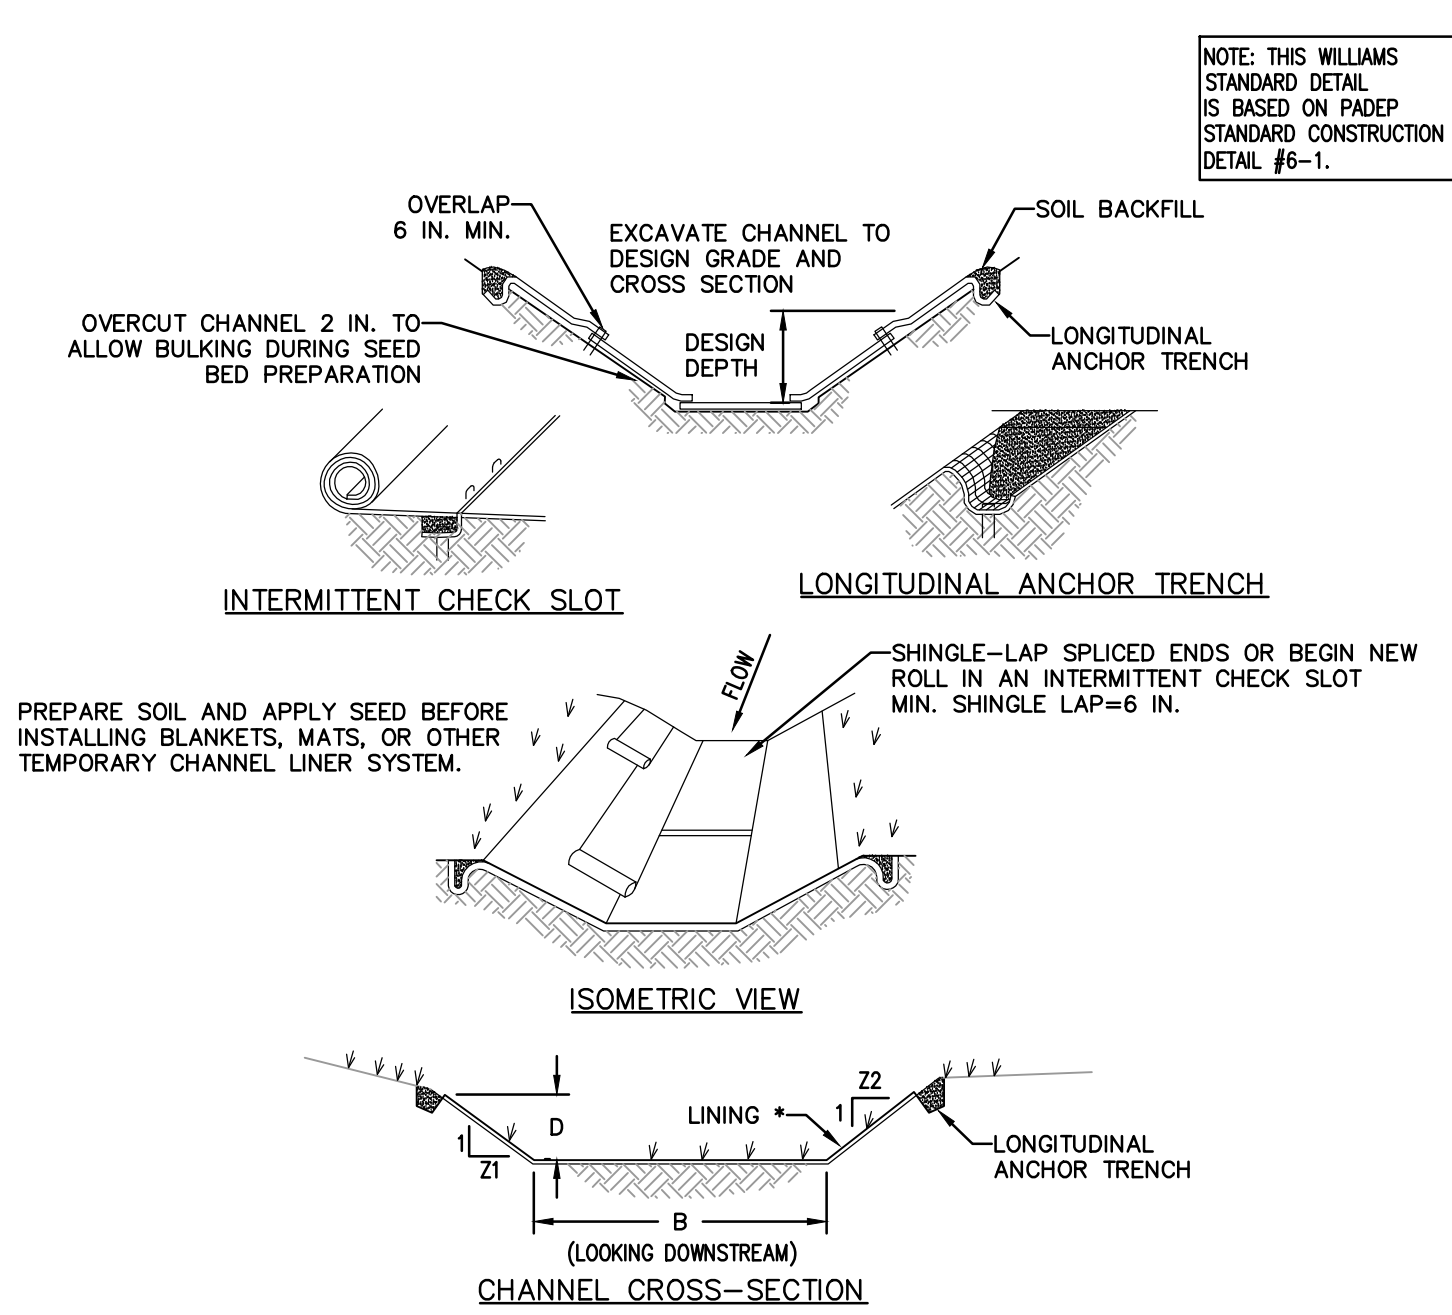 NOTE: THIS WILLIAMS
STANDARD DETAIL
IS BASED ON PADEP
STANDARD CONSTRUCTION
DETAIL #6-1.
OVERLAP
6 IN. MIN.
EXCAVATE CHANNEL TO
DESIGN GRADE AND
CROSS SECTION
SOIL BACKFILL
OVERCUT CHANNEL 2 IN. TO
ALLOW BULKING DURING SEED
BED PREPARATION
DESIGN
DEPTH
LONGITUDINAL
ANCHOR TRENCH
INTERMITTENT CHECK SLOT
LONGITUDINAL ANCHOR TRENCH
FLOW
SHINGLE-LAP SPLICED ENDS OR BEGIN NEW
ROLL IN AN INTERMITTENT CHECK SLOT
MIN. SHINGLE LAP=6 IN.
PREPARE SOIL AND APPLY SEED BEFORE
INSTALLING BLANKETS, MATS, OR OTHER
TEMPORARY CHANNEL LINER SYSTEM.
ISOMETRIC VIEW
1
Z1
D
LINING *
1
Z2
LONGITUDINAL
ANCHOR TRENCH
B
(LOOKING DOWNSTREAM)
CHANNEL CROSS-SECTION